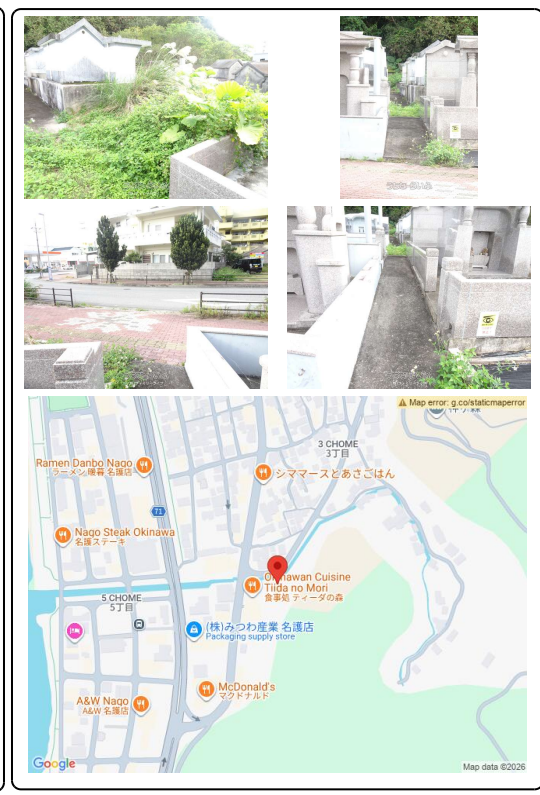 ⚠ Map error: g.co/staticmaperror
3 CHOME
3丁目
Ramen Danbo Nago
ラーメン 暖暮 名護店
シママースとあさごはん
71
Nago Steak Okinawa
名護ステーキ
Okinawan Cuisine
Tiida no Mori
食事処 ティーダの森
5 CHOME
5丁目
(株)みつわ産業 名護店
Packaging supply store
McDonald's
マクドナルド
A&W Nago
A&W 名護店
Google
Map data ©2026